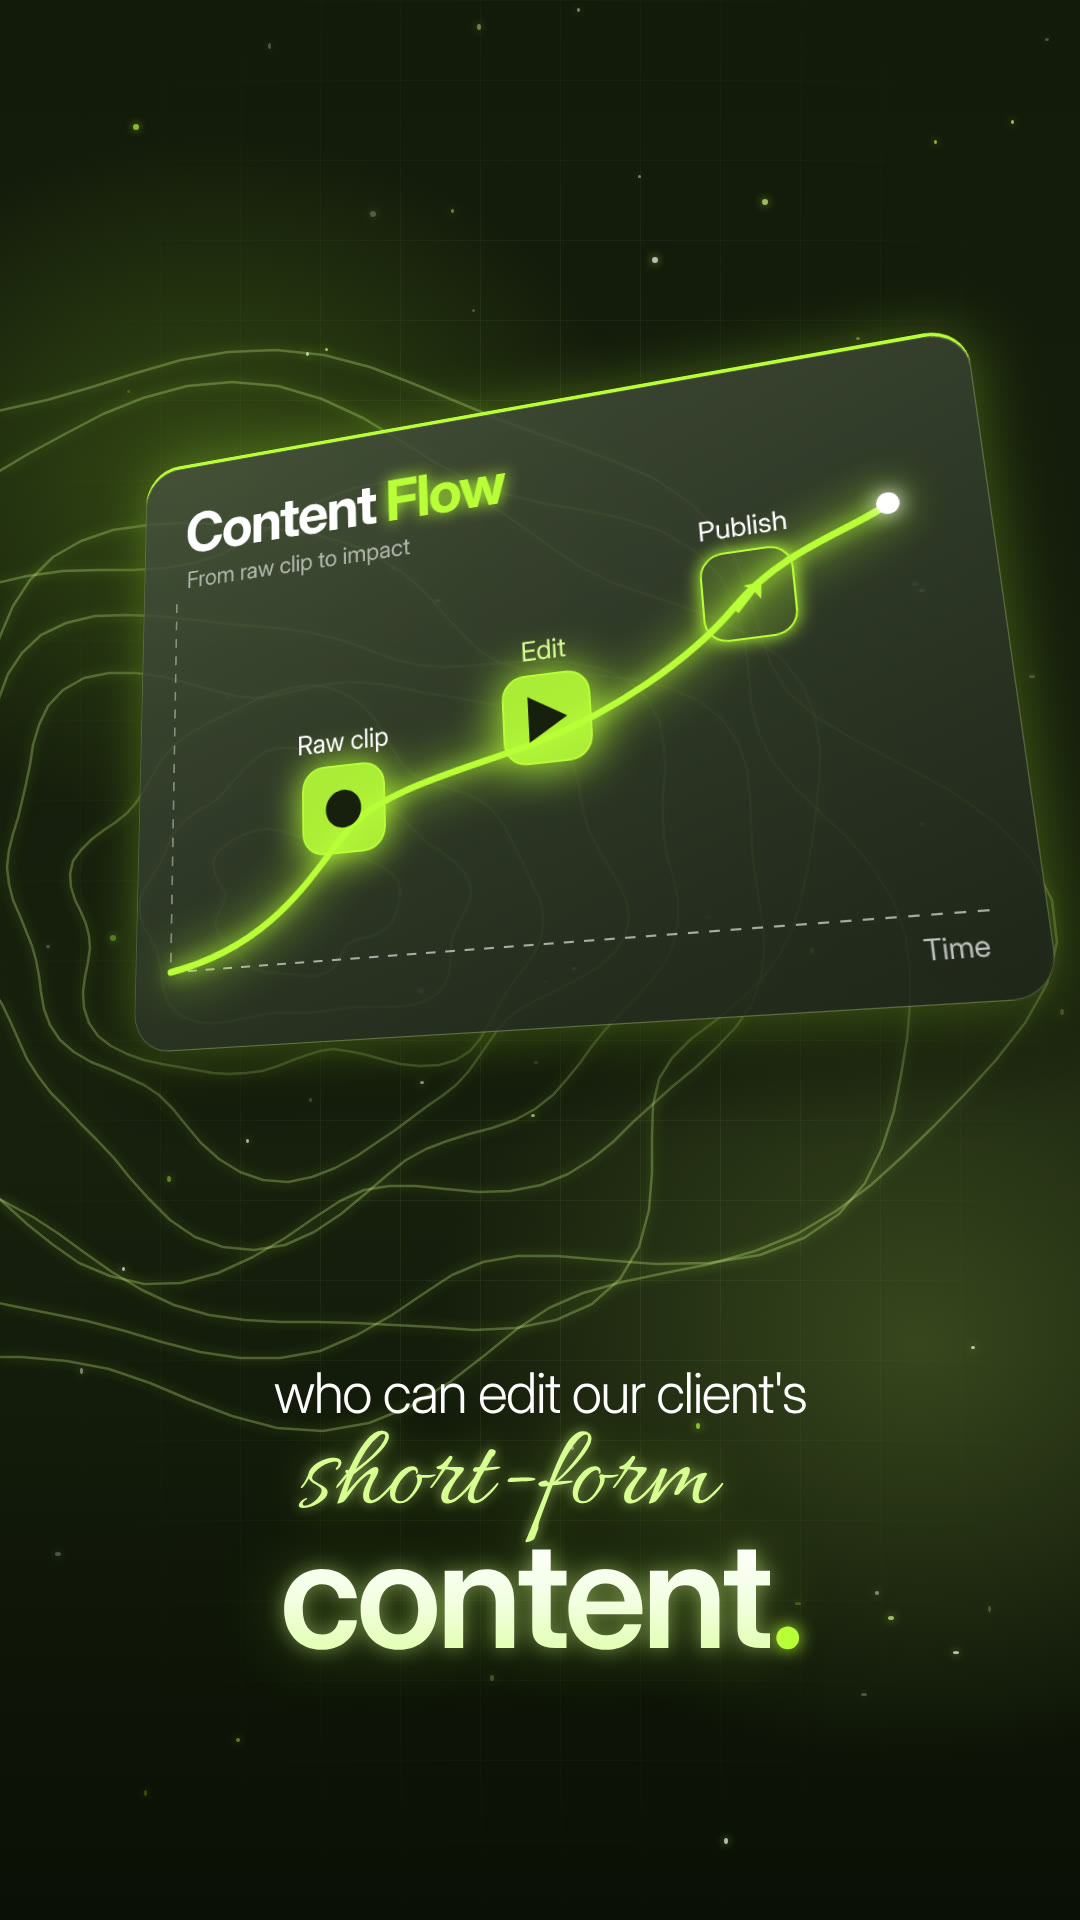 Content Flow
From raw clip to impact
Publish
Edit
Raw clip
Time
who can edit our client's
short-form
content.